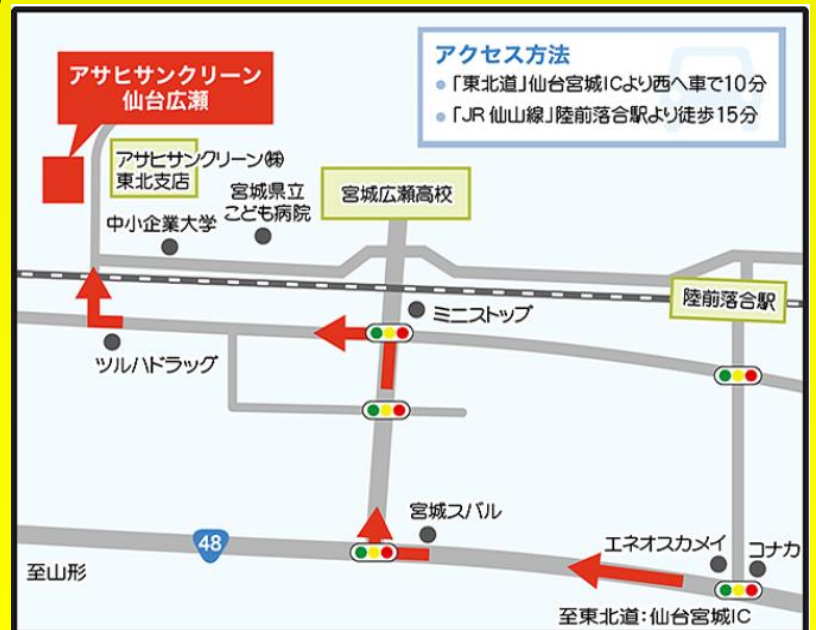 アサヒサンクリーン
仙台広瀬
アクセス方法
「東北道」仙台宮城ICより西へ車で10分
「JR 仙山線」陸前落合駅より徒歩15分
アサヒサンクリーン㈱
東北支店
宮城県立
こども病院
中小企業大学
宮城広瀬高校
陸前落合駅
ミニストップ
ツルハドラッグ
宮城スバル
48
エネオスカメイ
コナカ
至山形
至東北道:仙台宮城IC